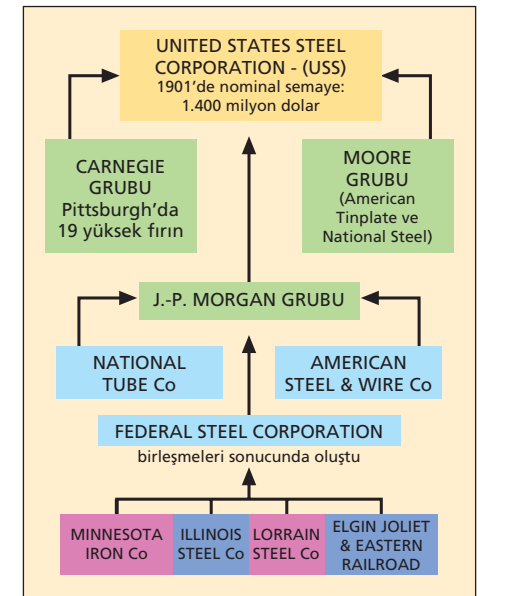 UNITED STATES STEEL
CORPORATION - (USS)
1901'de nominal semaye:
1.400 milyon dolar
CARNEGIE
GRUBU
Pittsburgh'da
19 yüksek fırın
MOORE
GRUBU
(American
Tinplate ve
National Steel)
J.-P. MORGAN GRUBU
NATIONAL
TUBE Co
AMERICAN
STEEL & WIRE Co
FEDERAL STEEL CORPORATION
birleşmeleri sonucunda oluştu
MINNESOTA
IRON Co
ILLINOIS
STEEL Co
LORRAIN
STEEL Co
ELGIN JOLIET
& EASTERN
RAILROAD